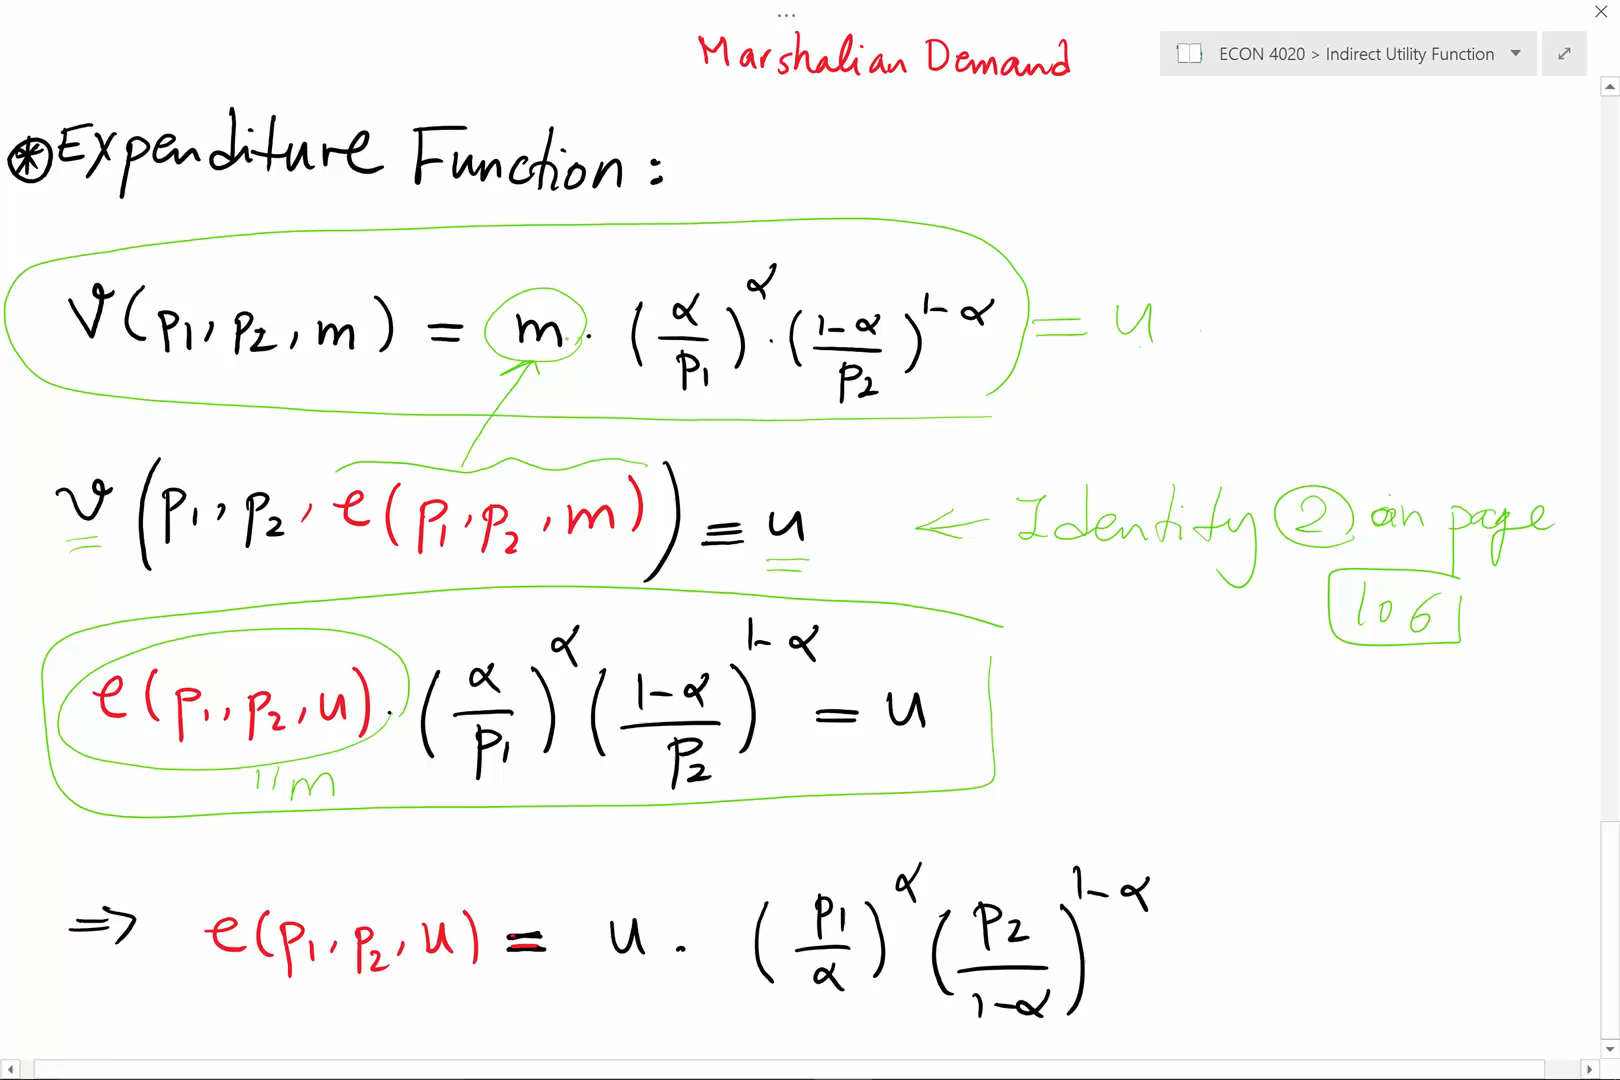 ...
Marshalian Demand
ECON 4020 > Indirect Utility Function
⊛ Expenditure Function :
v(p₁, p₂, m) = m · (α/p₁)^α · ((1-α)/p₂)^(1-α) = u
v(p₁, p₂, e(p₁, p₂, m)) ≡ u ← Identity ② in page
106
e(p₁, p₂, u) · (α/p₁)^α ((1-α)/p₂)^(1-α) = u
"m
⇒ e(p₁, p₂, u) = u · (p₁/α)^α (p₂/(1-α))^(1-α)